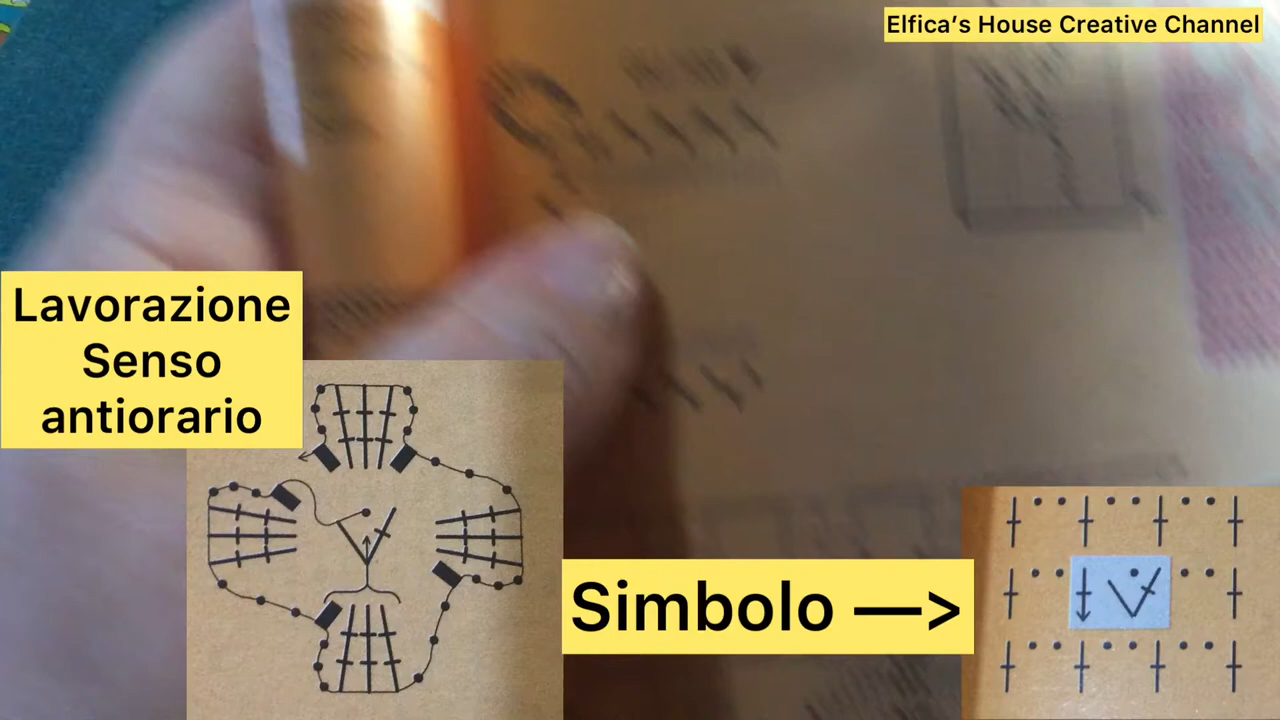 Elfica’s House Creative Channel
Lavorazione
Senso
antiorario
Simbolo —>